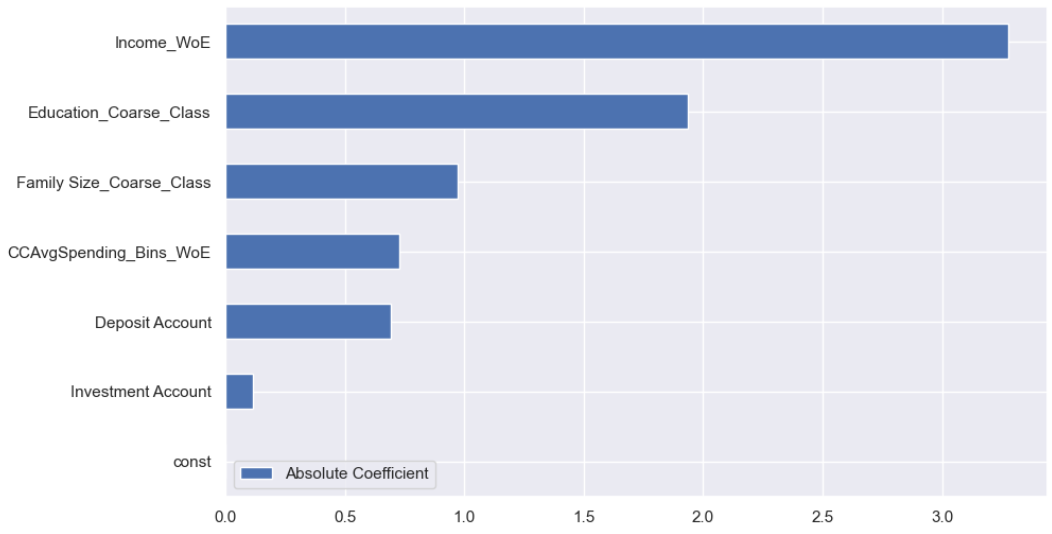 Income_WoE
Education_Coarse_Class
Family Size_Coarse_Class
CCAvgSpending_Bins_WoE
Deposit Account
Investment Account
const
Absolute Coefficient
0.0 0.5 1.0 1.5 2.0 2.5 3.0